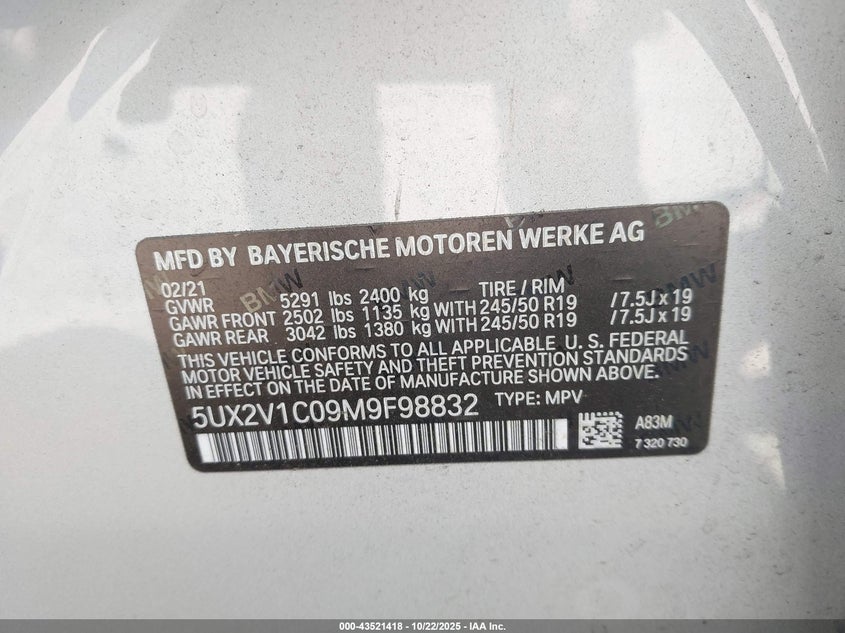 MFD BY BAYERISCHE MOTOREN WERKE AG
02/21 TIRE / RIM
GVWR 5291 lbs 2400 kg
GAWR FRONT 2502 lbs 1135 kg WITH 245/50 R19 /7.5J x 19
GAWR REAR 3042 lbs 1380 kg WITH 245/50 R19 /7.5J x 19
THIS VEHICLE CONFORMS TO ALL APPLICABLE U. S. FEDERAL
MOTOR VEHICLE SAFETY AND THEFT PREVENTION STANDARDS
IN EFFECT ON THE DATE OF MANUFACTURE SHOWN ABOVE.
5UX2V1C09M9F98832 TYPE: MPV
A83M
7 320 730
BMW
BMW
BMW
BMW
000-43521418 - 10/22/2025 - IAA Inc.